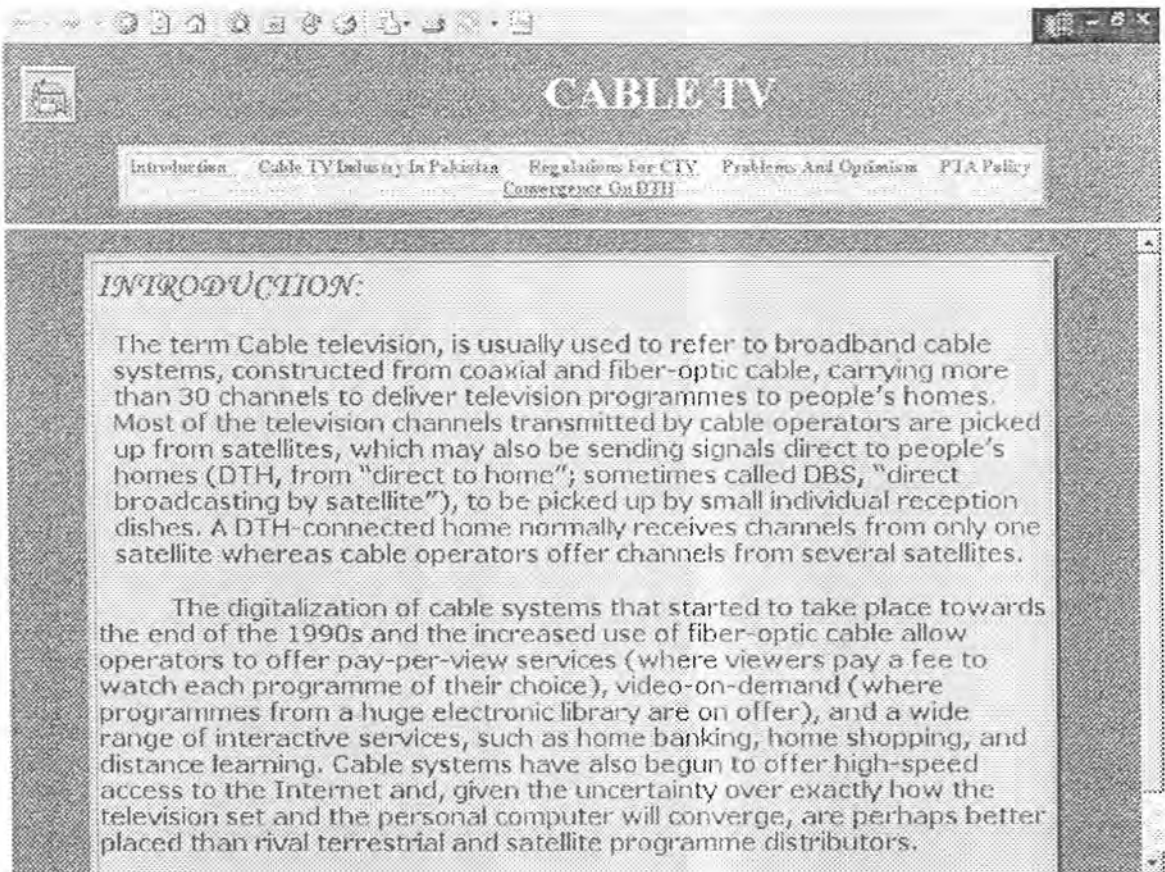 CABLE TV
Introduction Cable TV Industry In Pakistan Regulations For CTV Problems And Optimism PTA Policy
Convergence On DTH
INTRODUCTION:
The term Cable television, is usually used to refer to broadband cable
systems, constructed from coaxial and fiber-optic cable, carrying more
than 30 channels to deliver television programmes to people's homes.
Most of the television channels transmitted by cable operators are picked
up from satellites, which may also be sending signals direct to people's
homes (DTH, from "direct to home"; sometimes called DBS, "direct
broadcasting by satellite"), to be picked up by small individual reception
dishes. A DTH-connected home normally receives channels from only one
satellite whereas cable operators offer channels from several satellites.
The digitalization of cable systems that started to take place towards
the end of the 1990s and the increased use of fiber-optic cable allow
operators to offer pay-per-view services (where viewers pay a fee to
watch each programme of their choice), video-on-demand (where
programmes from a huge electronic library are on offer), and a wide
range of interactive services, such as home banking, home shopping, and
distance learning. Cable systems have also begun to offer high-speed
access to the Internet and, given the uncertainty over exactly how the
television set and the personal computer will converge, are perhaps better
placed than rival terrestrial and satellite programme distributors.